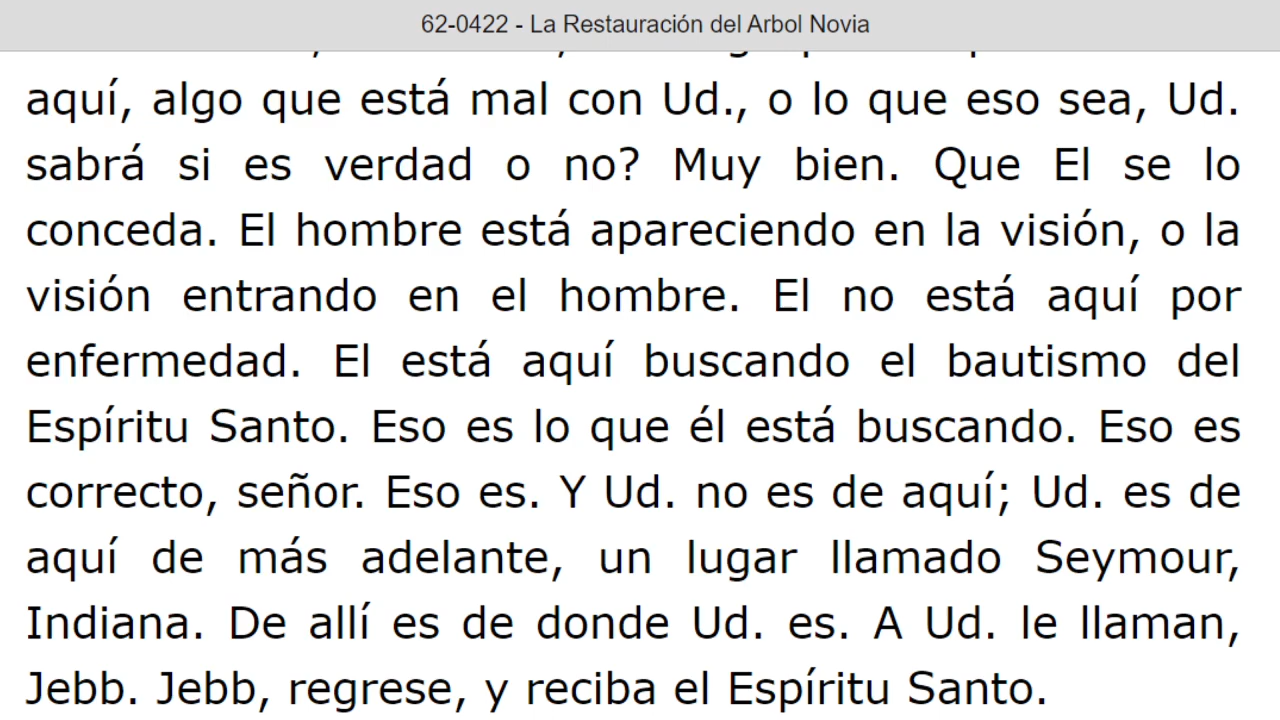 62-0422 - La Restauración del Arbol Novia
aquí, algo que está mal con Ud., o lo que eso sea, Ud.
sabrá si es verdad o no? Muy bien. Que El se lo
conceda. El hombre está apareciendo en la visión, o la
visión entrando en el hombre. El no está aquí por
enfermedad. El está aquí buscando el bautismo del
Espíritu Santo. Eso es lo que él está buscando. Eso es
correcto, señor. Eso es. Y Ud. no es de aquí; Ud. es de
aquí de más adelante, un lugar llamado Seymour,
Indiana. De allí es de donde Ud. es. A Ud. le llaman,
Jebb. Jebb, regrese, y reciba el Espíritu Santo.